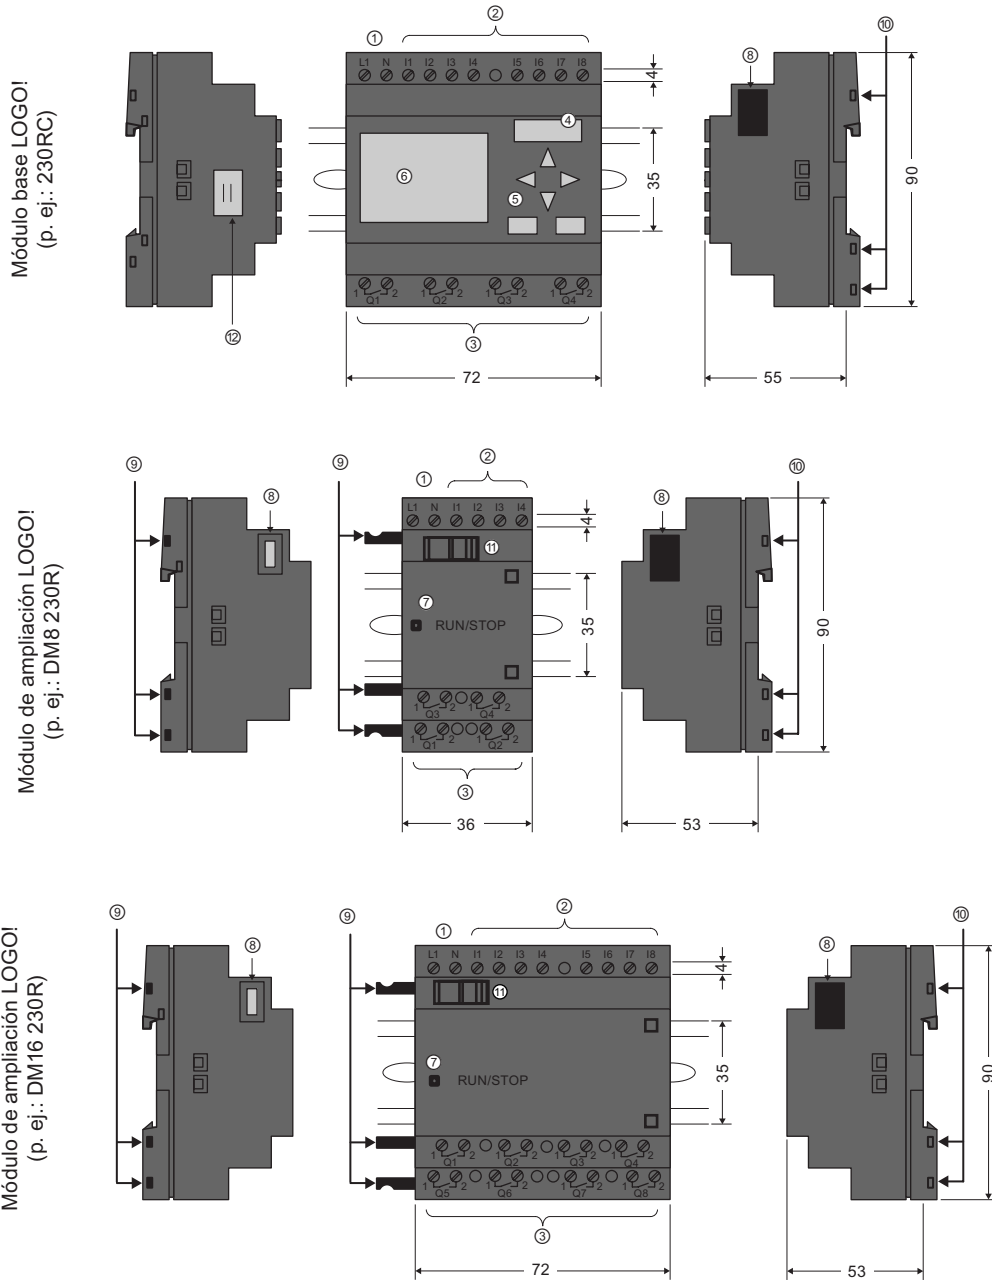 Módulo base LOGO!
(p. ej.: 230RC)
① ②
L1 N I1 I2 I3 I4 I5 I6 I7 I8
4
④
⑥
⑤
35
1 2 1 2 1 2 1 2
Q1 Q2 Q3 Q4
③
72
⑫
⑧
⑩
90
55
Módulo de ampliación LOGO!
(p. ej.: DM8 230R)
⑨
⑧
⑨
① ②
L1 N I1 I2 I3 I4
4
⑪
⑦
RUN/STOP
35
1 2 1 2
Q3 Q4
1 2 1 2
Q1 Q2
③
36
⑧
⑩
90
53
Módulo de ampliación LOGO!
(p. ej.: DM16 230R)
⑨
⑧
⑨
① ②
L1 N I1 I2 I3 I4 I5 I6 I7 I8
4
⑪
⑦
RUN/STOP
35
1 2 1 2 1 2 1 2
Q1 Q2 Q3 Q4
1 2 1 2 1 2 1 2
Q5 Q6 Q7 Q8
③
72
⑧
⑩
90
53